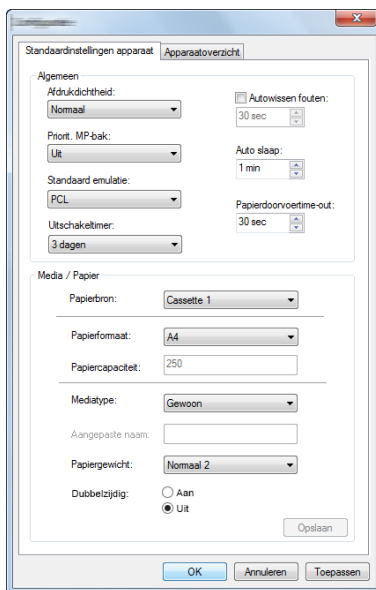 Standaardinstellingen apparaat Apparaatoverzicht
Algemeen
Afdrukdichtheid:
Normaal
Priorit. MP-bak:
Uit
Standaard emulatie:
PCL
Uitschakeltimer:
3 dagen
Autowissen fouten:
30 sec
Auto slaap:
1 min
Papierdoorvoertime-out:
30 sec
Media / Papier
Papierbron: Cassette 1
Papierformaat: A4
Papiercapaciteit: 250
Mediatype: Gewoon
Aangepaste naam:
Papiergewicht: Normaal 2
Dubbelzijdig: Aan
Uit
Opslaan
OK Annuleren Toepassen